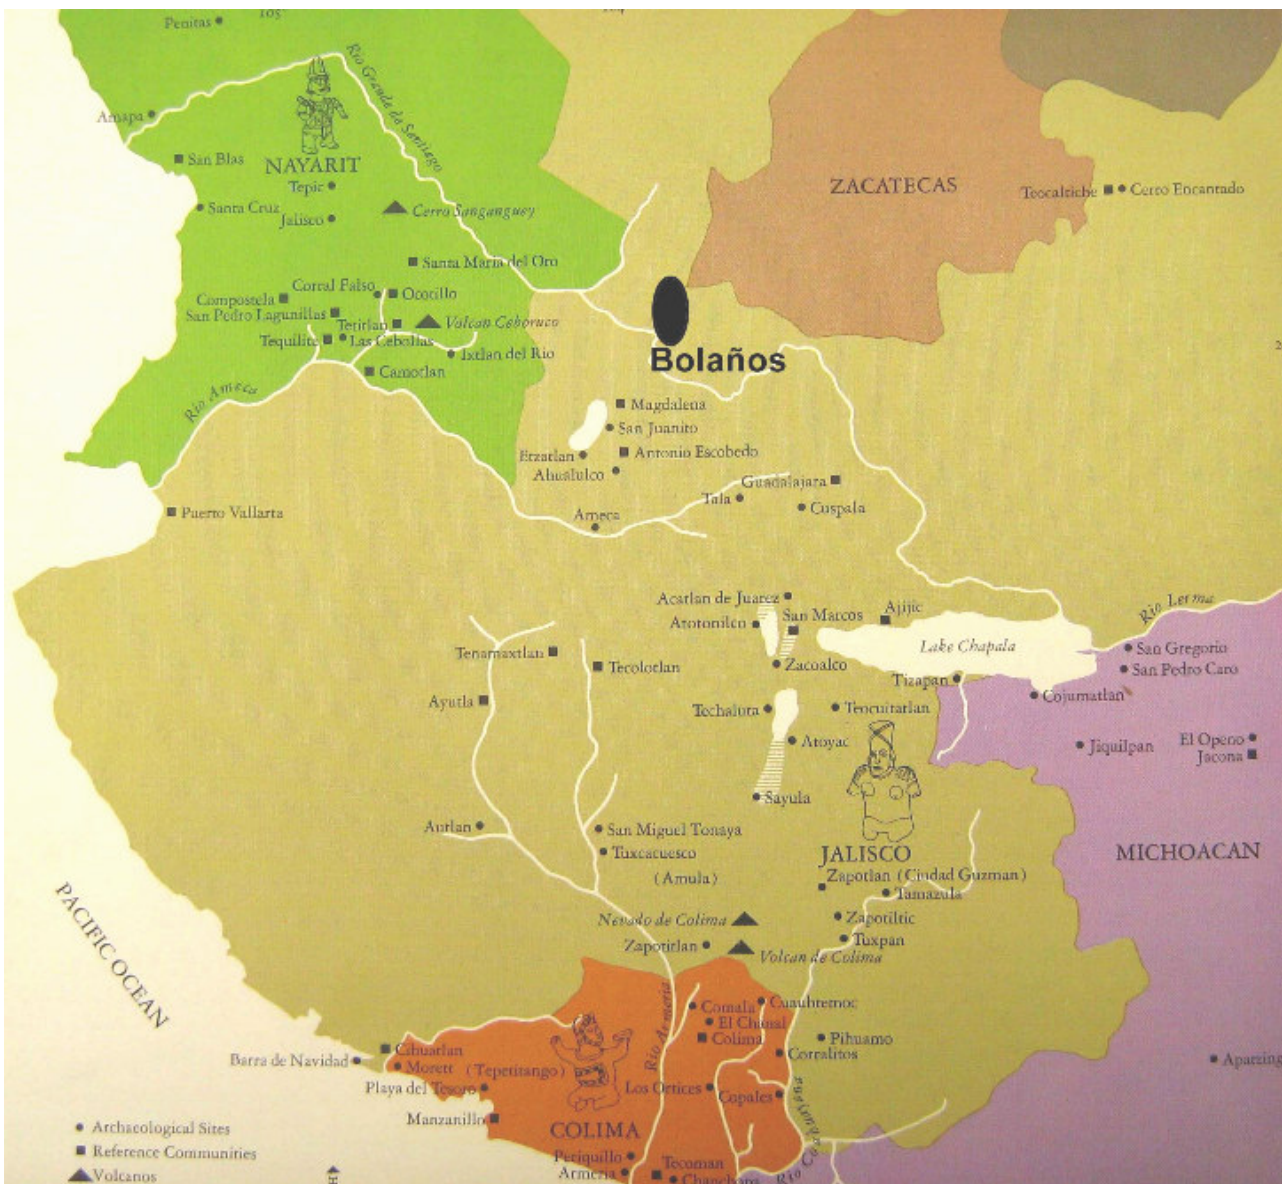 Penitas
Rio Grande de Santiago
Amapa
San Blas
NAYARIT
ZACATECAS
Tepic
Teocaltiche
Cerro Encantado
Santa Cruz
Jalisco
Cerro Sanganguey
Santa Maria del Oro
Corral Falso
Ocotillo
Compostela
San Pedro Lagunillas
Tetitlan
Volcan Ceboruco
Tequilite
Las Cebollas
Ixtlan del Rio
Bolaños
Camotlan
Rio Ameca
Magdalena
San Juanito
Etzatlan
Antonio Escobedo
Ahualulco
Guadalajara
Tala
Cuspala
Puerto Vallarta
Ameca
Acatlan de Juarez
San Marcos
Ajijic
Rio Lerma
Atotonilco
Lake Chapala
San Gregorio
Tenamaxtlan
Tecolotlan
Zacoalco
San Pedro Caro
Tizapan
Cojumatlan
Ayutla
Techaluta
Teocuitatlan
Atoyac
Jiquilpan
El Openo
Jacona
Sayula
Autlan
San Miguel Tonaya
Tuxcacuesco
(Amula)
JALISCO
MICHOACAN
Zapotlan (Ciudad Guzman)
Tamazula
PACIFIC OCEAN
Nevado de Colima
Zapotiltic
Zapotitlan
Tuxpan
Volcan de Colima
Rio Armeria
Comala
Cuauhtemoc
El Chanal
Colima
Pihuamo
Cihuatlan
Corralitos
Barra de Navidad
Morett (Tepetitango)
Apatzing
Playa del Tesoro
Los Ortices
Copales
Manzanillo
COLIMA
Archaeological Sites
Reference Communities
Volcanos
Periquillo
Armeria
Tecoman